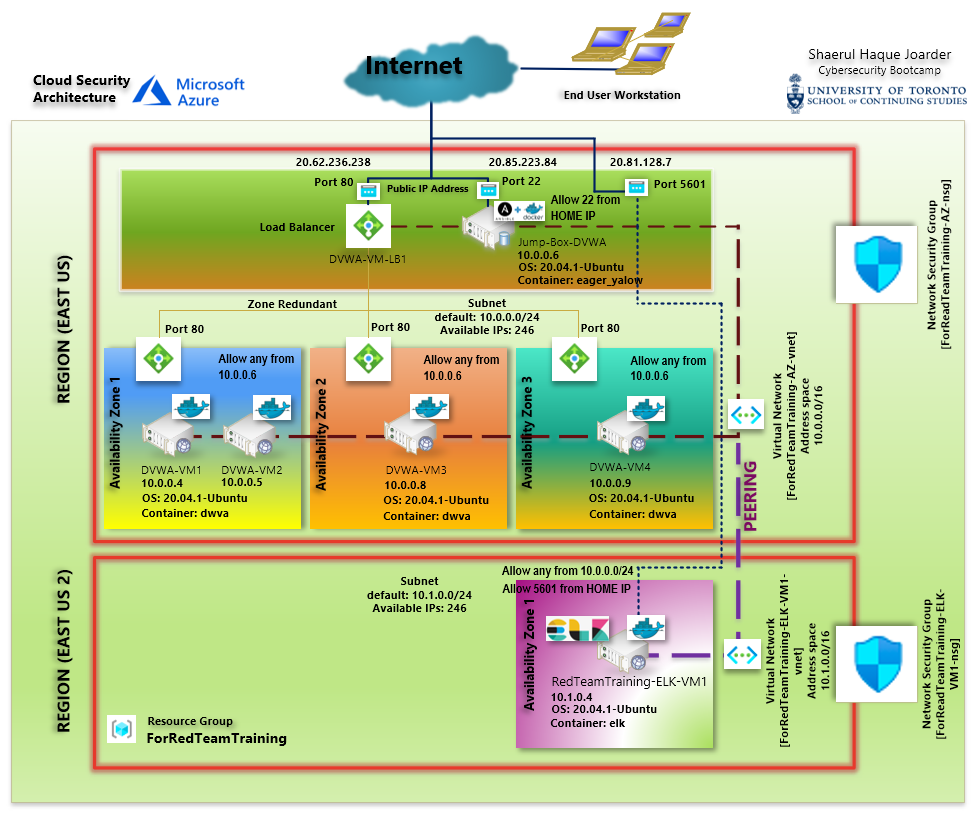 Cloud Security
Architecture
Microsoft
Azure
Internet
End User Workstation
Shaerul Haque Joarder
Cybersecurity Bootcamp
UNIVERSITY OF TORONTO
SCHOOL OF CONTINUING STUDIES
20.62.236.238
20.85.223.84
20.81.128.7
Port 80
Public IP Address
Port 22
Port 5601
Allow 22 from
HOME IP
ANSIBLE
docker
Load Balancer
DVWA-VM-LB1
Jump-Box-DVWA
10.0.0.6
OS: 20.04.1-Ubuntu
Container: eager_yalow
REGION (EAST US)
Zone Redundant
Subnet
default: 10.0.0.0/24
Available IPs: 246
Port 80
Port 80
Port 80
Availability Zone 1
Allow any from
10.0.0.6
DVWA-VM1
10.0.0.4
DVWA-VM2
10.0.0.5
OS: 20.04.1-Ubuntu
Container: dwva
Availability Zone 2
Allow any from
10.0.0.6
DVWA-VM3
10.0.0.8
OS: 20.04.1-Ubuntu
Container: dwva
Availability Zone 3
Allow any from
10.0.0.6
DVWA-VM4
10.0.0.9
OS: 20.04.1-Ubuntu
Container: dwva
PEERING
Virtual Network
[ForRedTeamTraining-AZ-vnet]
Address space
10.0.0.0/16
Network Security Group
[ForReadTeamTraining-AZ-nsg]
REGION (EAST US 2)
Subnet
default: 10.1.0.0/24
Available IPs: 246
Allow any from 10.0.0.0/24
Allow 5601 from HOME IP
Availability Zone 1
ELK
RedTeamTraining-ELK-VM1
10.1.0.4
OS: 20.04.1-Ubuntu
Container: elk
Virtual Network
[ForRedTeamTraining-ELK-VM1-
vnet]
Address space
10.1.0.0/16
Network Security Group
[ForReadTeamTraining-ELK-
VM1-nsg]
Resource Group
ForRedTeamTraining